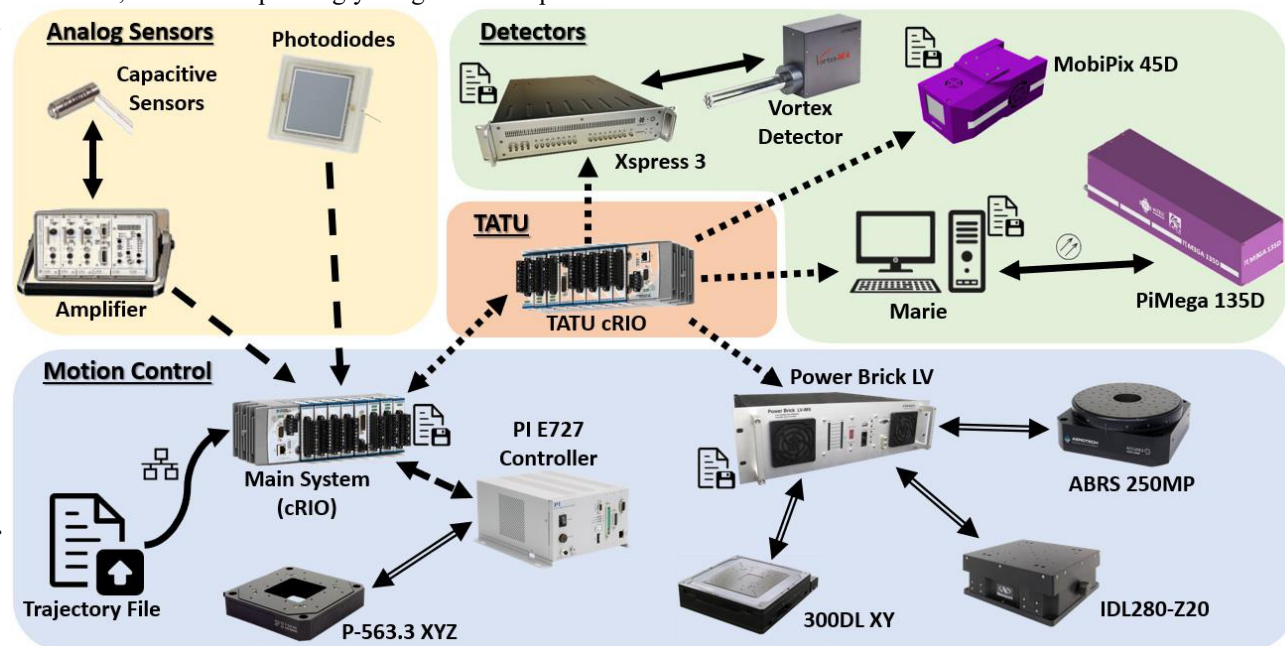 Analog Sensors
Photodiodes
Capacitive
Sensors
Amplifier
Detectors
MobiPix 45D
Vortex
Detector
Xspress 3
TATU
TATU cRIO
Marie
PiMega 135D
Motion Control
Main System
(cRIO)
PI E727
Controller
Trajectory File
P-563.3 XYZ
Power Brick LV
ABRS 250MP
300DL XY
IDL280-Z20